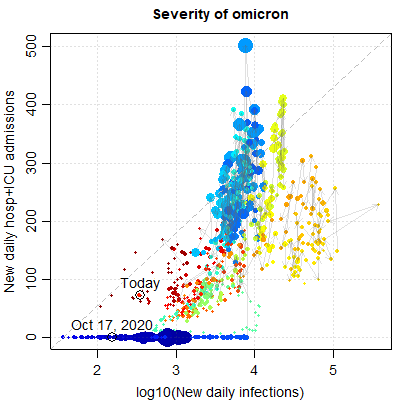 Severity of omicron
New daily hosp+ICU admissions
500
400
300
200
100
0
Today
Oct 17, 2020
2 3 4 5
log10(New daily infections)